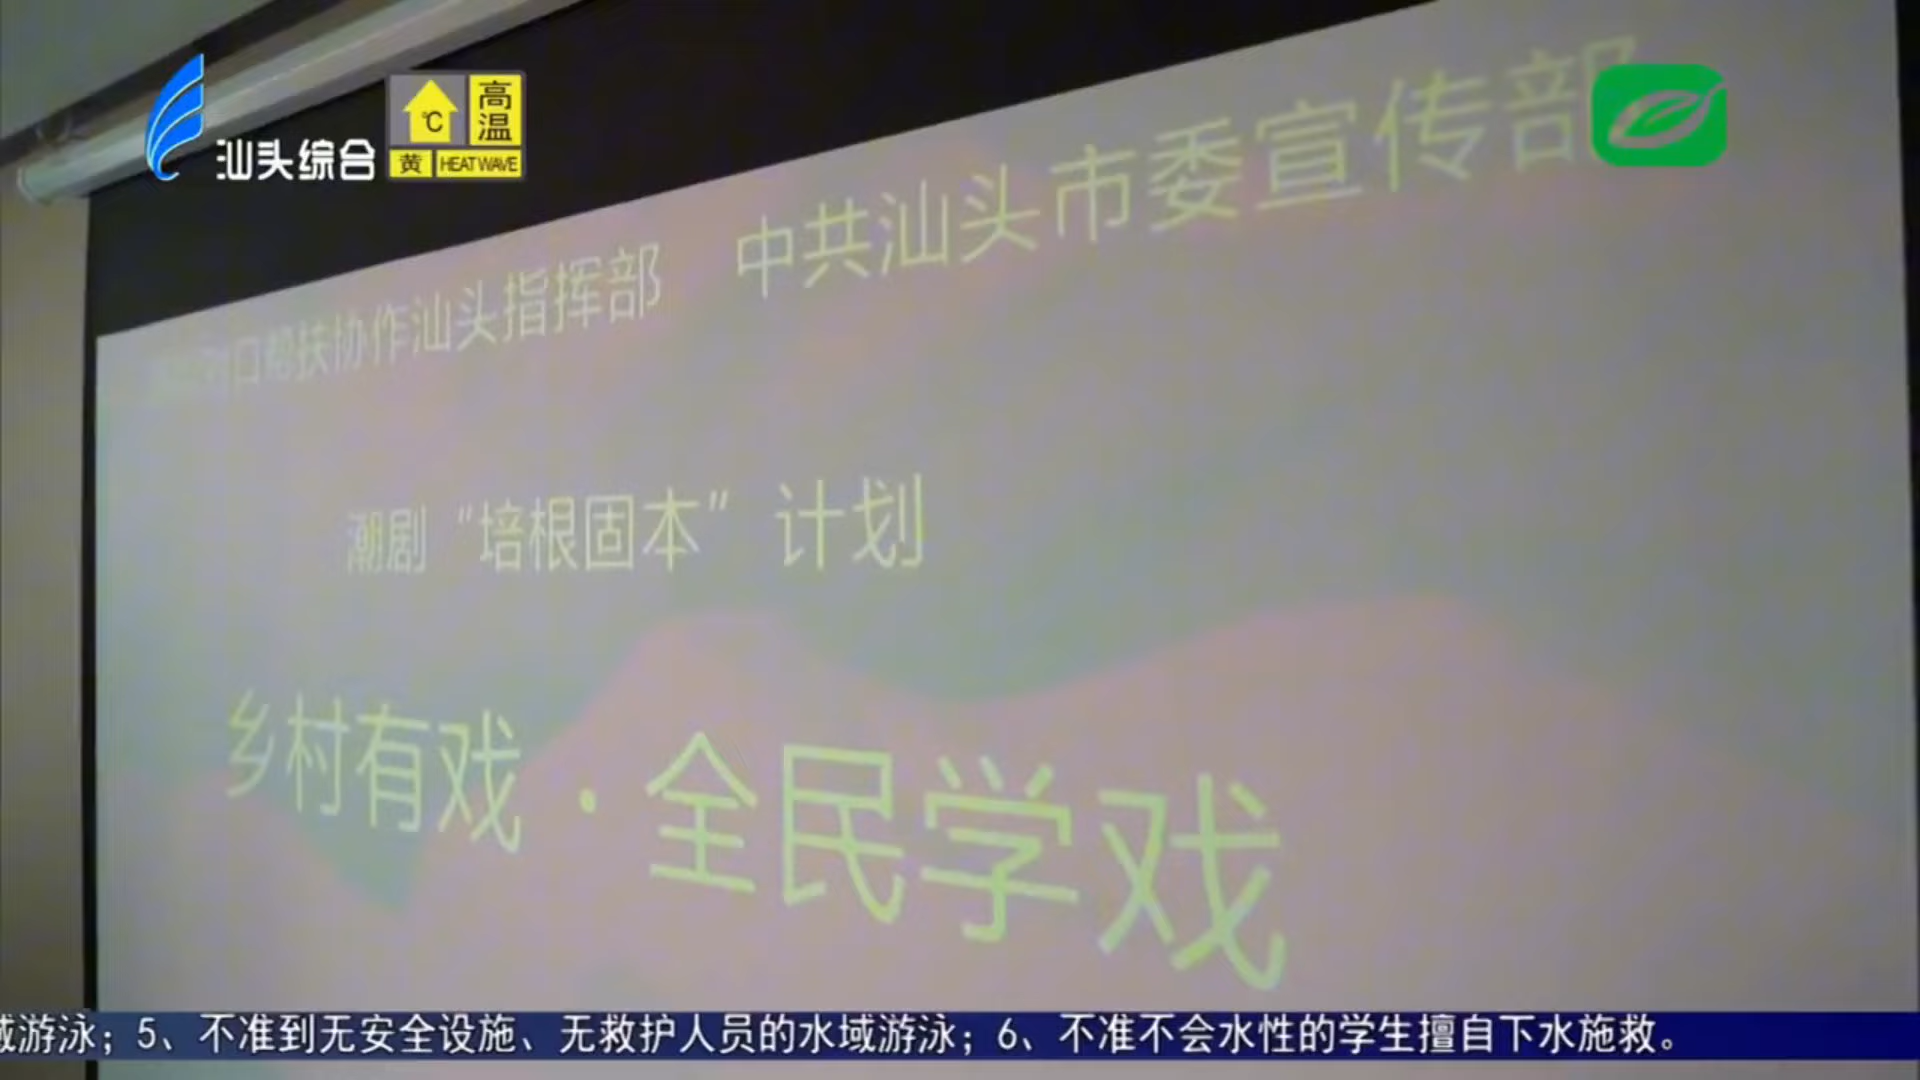 汕头综合
℃
高温
黄
HEAT WAVE
对口帮扶协作汕头指挥部 中共汕头市委宣传部
潮剧“培根固本”计划
乡村有戏·全民学戏
域游泳；5、不准到无安全设施、无救护人员的水域游泳；6、不准不会水性的学生擅自下水施救。